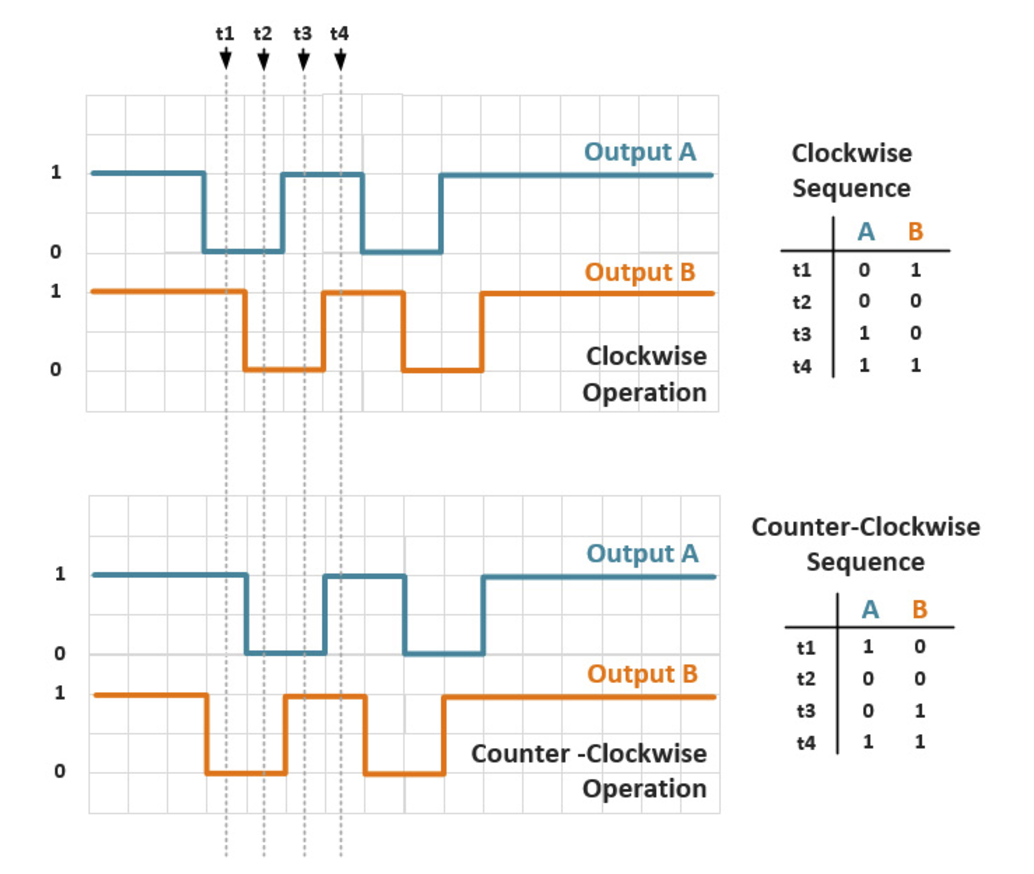 t1 t2 t3 t4
Output A
1
0
Output B
1
0
Clockwise
Operation
Clockwise
Sequence
A B
t1 0 1
t2 0 0
t3 1 0
t4 1 1
Output A
1
0
Output B
1
0
Counter -Clockwise
Operation
Counter-Clockwise
Sequence
A B
t1 1 0
t2 0 0
t3 0 1
t4 1 1